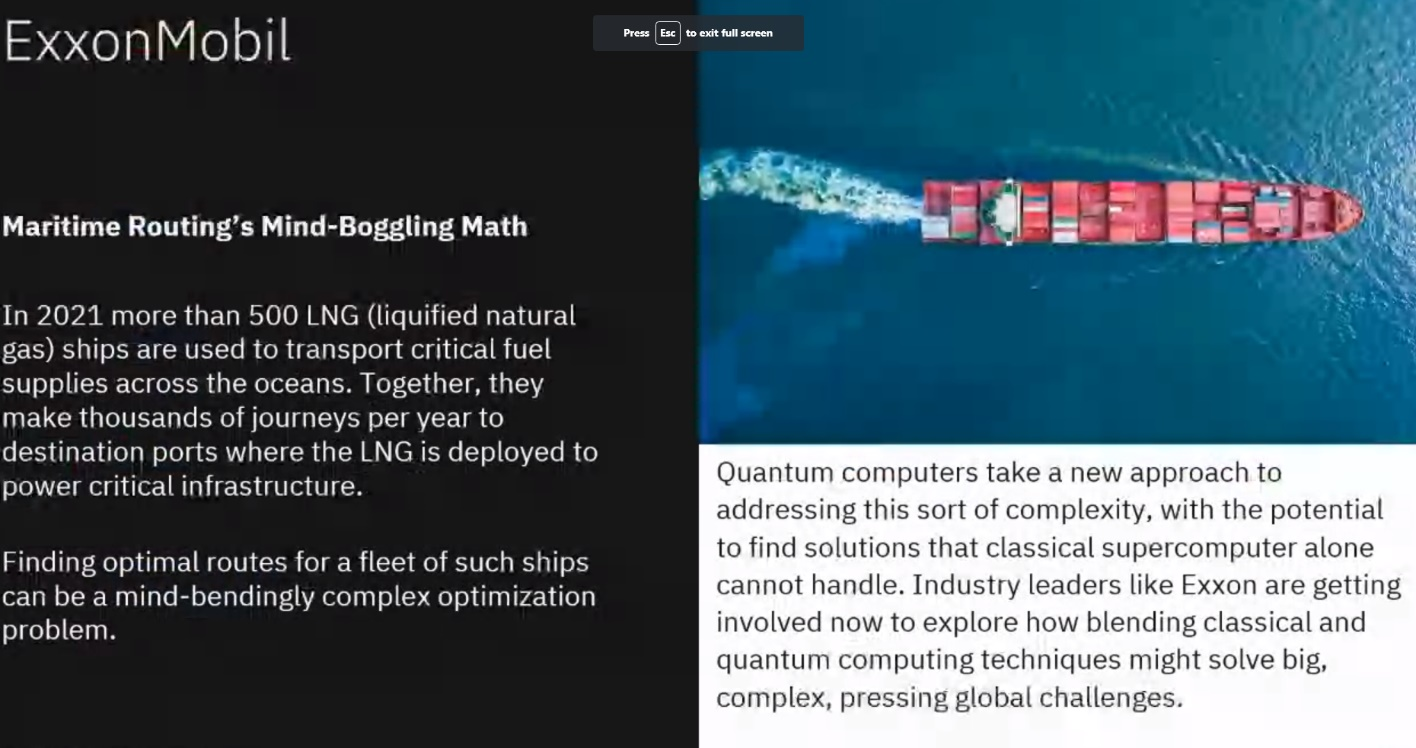 ExxonMobil
Press Esc to exit full screen
Maritime Routing's Mind-Boggling Math
In 2021 more than 500 LNG (liquified natural
gas) ships are used to transport critical fuel
supplies across the oceans. Together, they
make thousands of journeys per year to
destination ports where the LNG is deployed to
power critical infrastructure.
Finding optimal routes for a fleet of such ships
can be a mind-bendingly complex optimization
problem.
Quantum computers take a new approach to
addressing this sort of complexity, with the potential
to find solutions that classical supercomputer alone
cannot handle. Industry leaders like Exxon are getting
involved now to explore how blending classical and
quantum computing techniques might solve big,
complex, pressing global challenges.